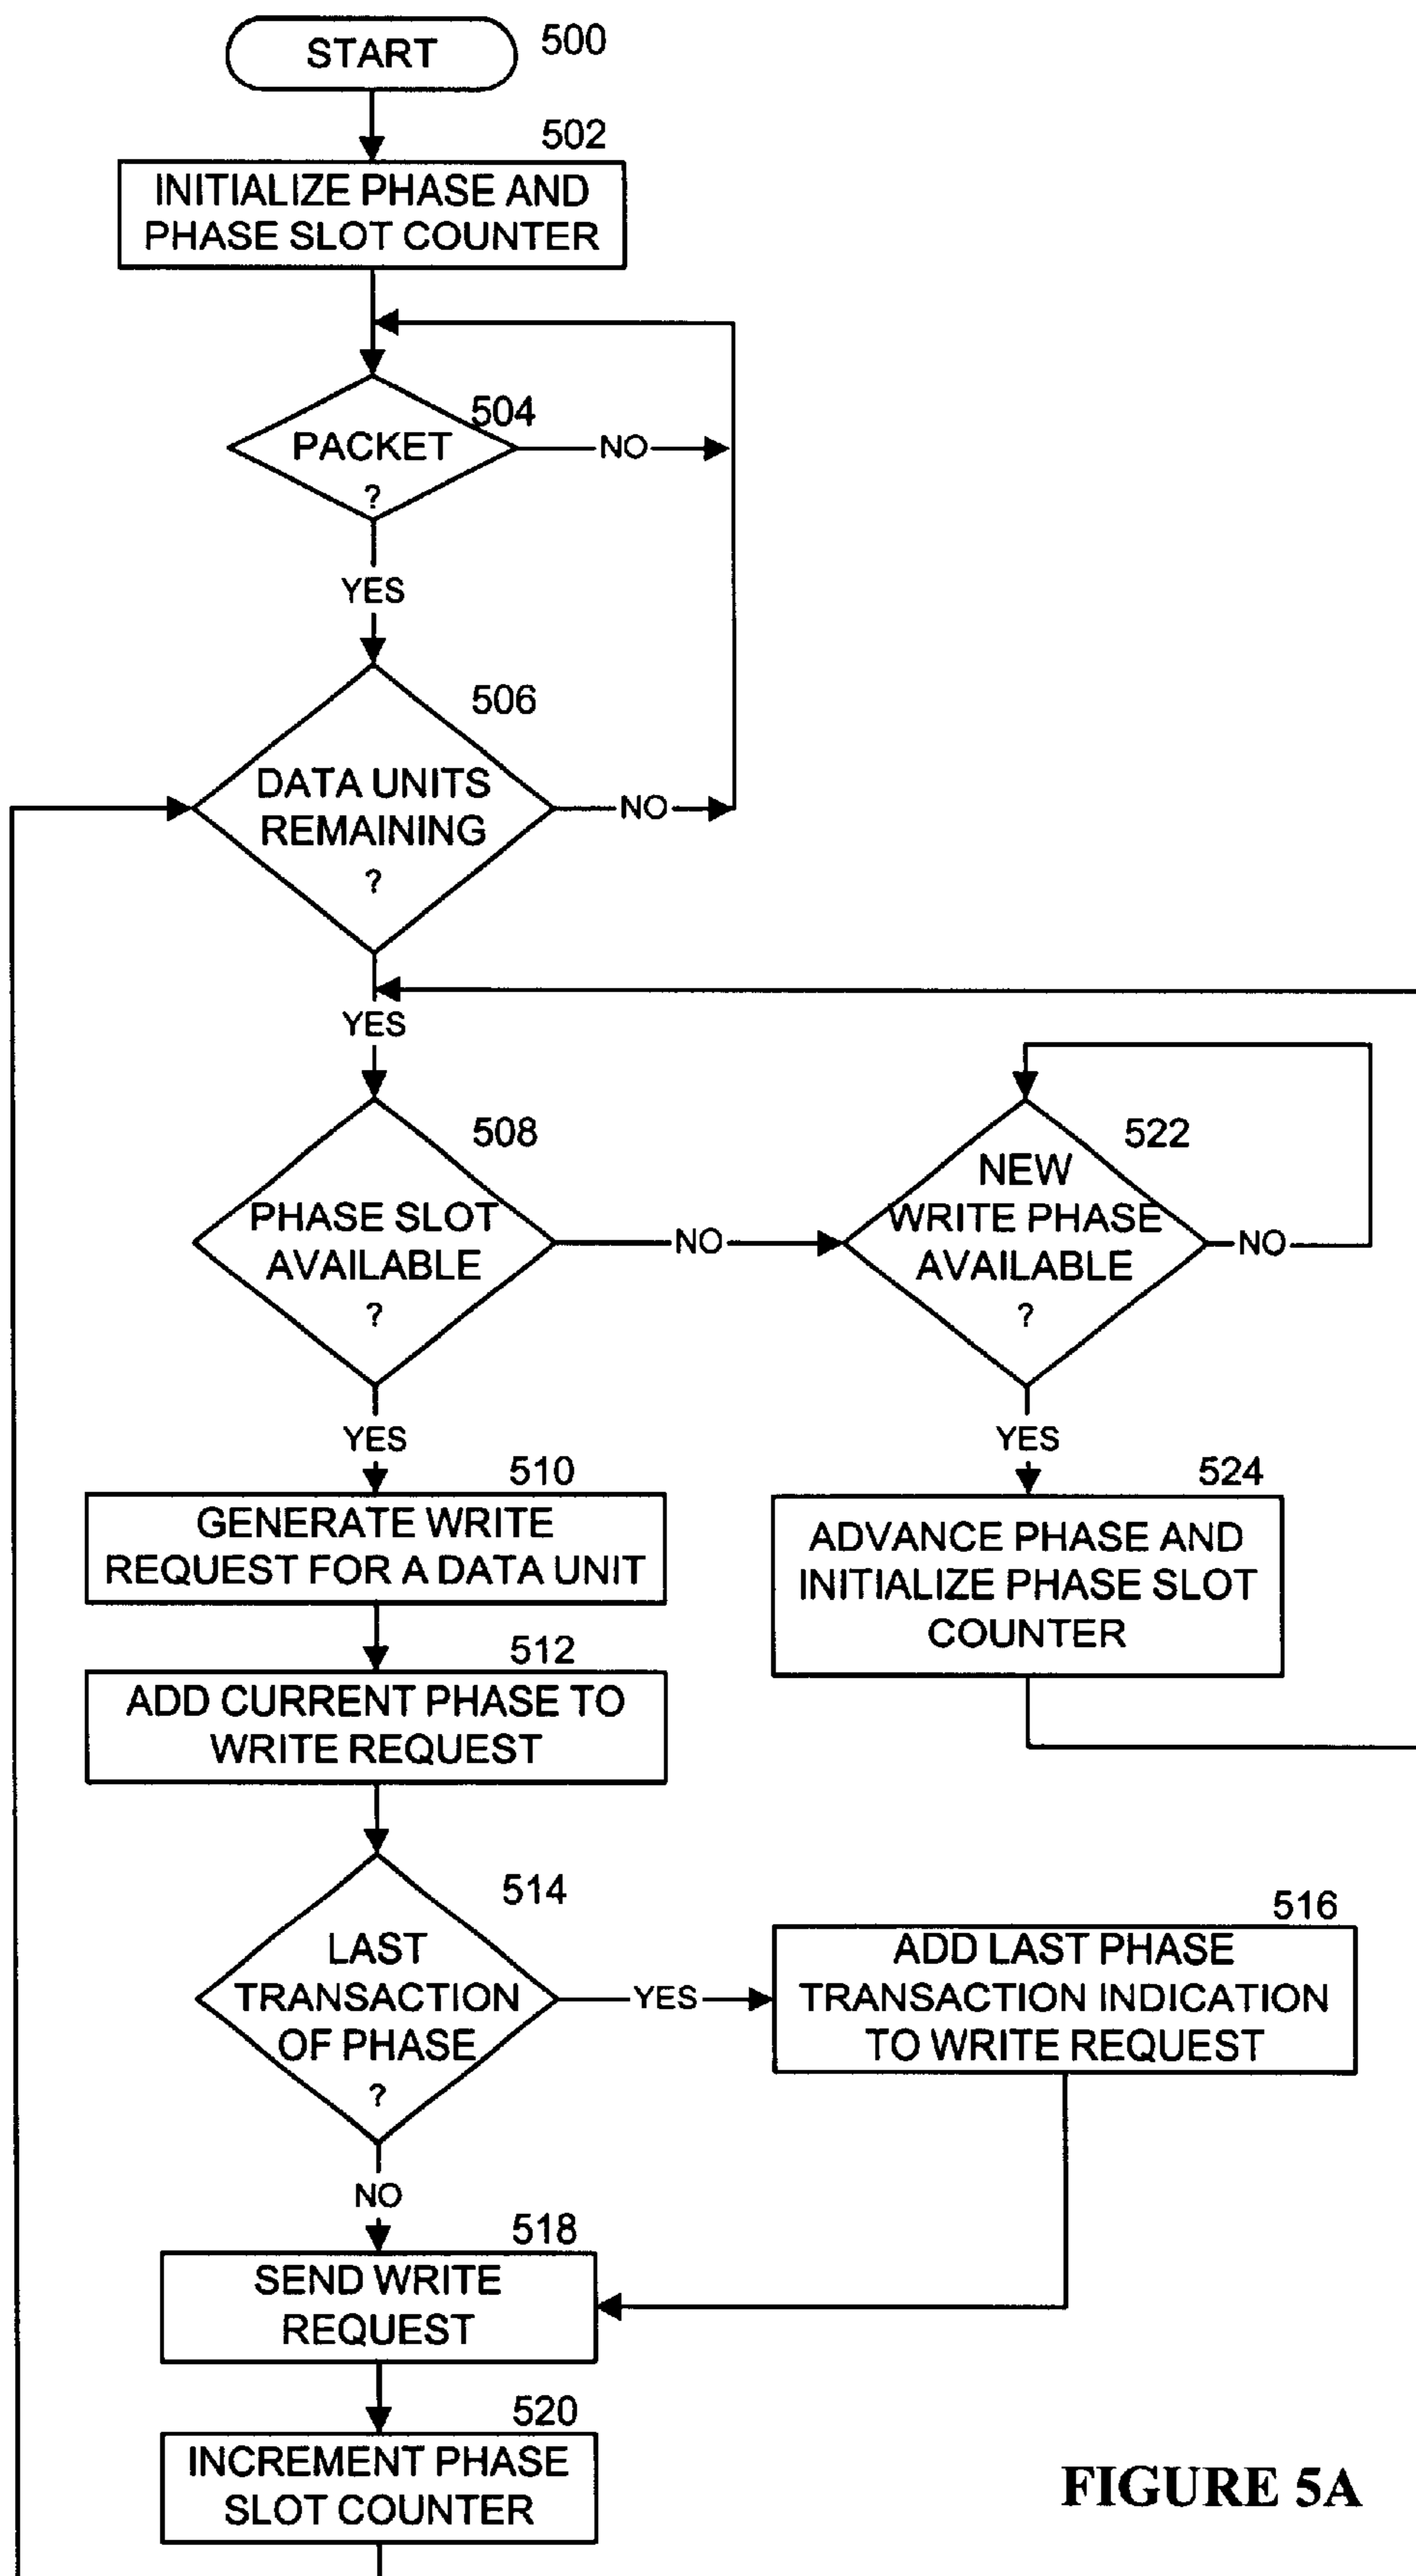 START
500
502
INITIALIZE PHASE AND
PHASE SLOT COUNTER
504
PACKET
?
NO
YES
506
DATA UNITS
REMAINING
?
NO
YES
508
PHASE SLOT
AVAILABLE
?
NO
522
NEW
WRITE PHASE
AVAILABLE
?
NO
YES
YES
510
GENERATE WRITE
REQUEST FOR A DATA UNIT
524
ADVANCE PHASE AND
INITIALIZE PHASE SLOT
COUNTER
512
ADD CURRENT PHASE TO
WRITE REQUEST
514
LAST
TRANSACTION
OF PHASE
?
YES
516
ADD LAST PHASE
TRANSACTION INDICATION
TO WRITE REQUEST
NO
518
SEND WRITE
REQUEST
520
INCREMENT PHASE
SLOT COUNTER
FIGURE 5A